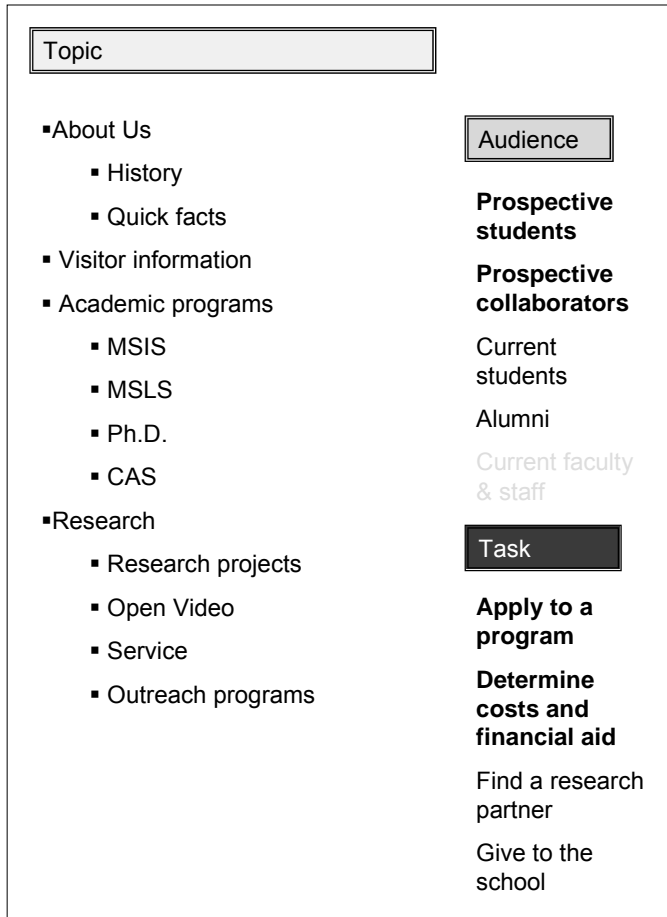 Topic
▪About Us
▪ History
▪ Quick facts
▪ Visitor information
▪ Academic programs
▪ MSIS
▪ MSLS
▪ Ph.D.
▪ CAS
▪Research
▪ Research projects
▪ Open Video
▪ Service
▪ Outreach programs
Audience
Prospective
students
Prospective
collaborators
Current
students
Alumni
Current faculty
& staff
Task
Apply to a
program
Determine
costs and
financial aid
Find a research
partner
Give to the
school